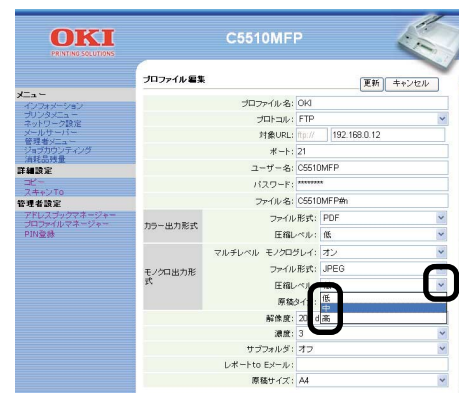 OKI
PRINTING SOLUTIONS
C5510MFP
メニュー
インフォメーション
プリンタメニュー
ネットワーク設定
メールサーバー
管理者メニュー
ジョブカウンティング
消耗品残量
詳細設定
コピー
スキャンTo
管理者設定
アドレスブックマネージャー
プロファイルマネージャー
PIN登録
プロファイル編集
更新 キャンセル
プロファイル名: OKI
プロトコル: FTP
対象URL: ftp:// 192.168.0.12
ポート: 21
ユーザー名: C5510MFP
パスワード: ********
ファイル名: C5510MFP#n
カラー出力形式
ファイル形式: PDF
圧縮レベル: 低
モノクロ出力形式
マルチレベル モノクログレイ: オン
ファイル形式: JPEG
圧縮レベル:
低
中
高
原稿タイ
解像度: 20
濃度: 3
サブフォルダ: オフ
レポートto Eメール:
原稿サイズ: A4